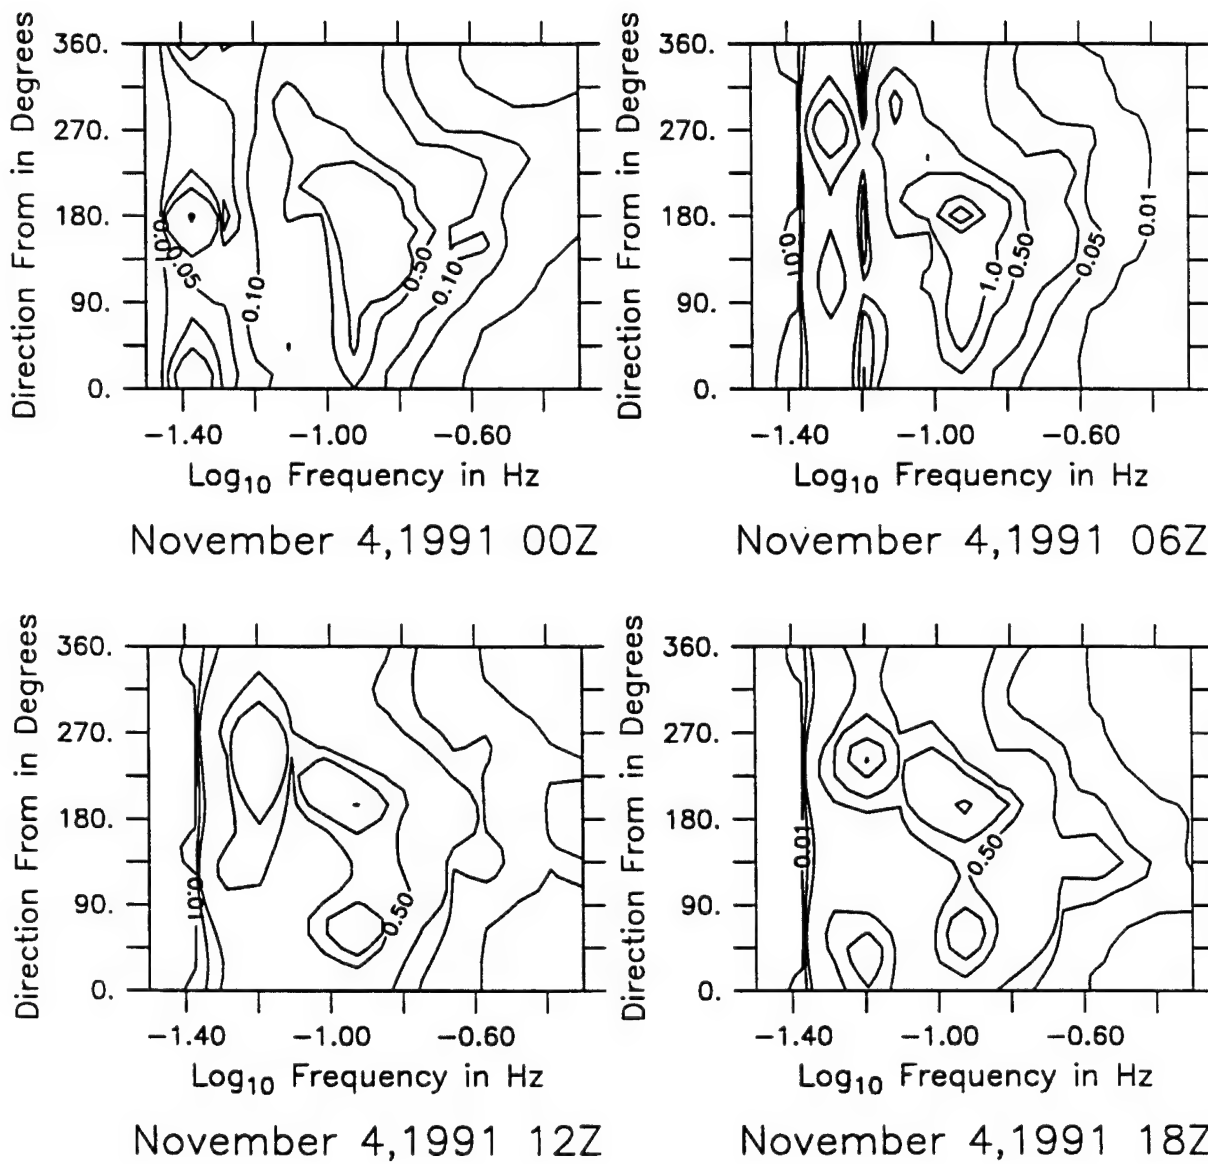 Direction From in Degrees
360.
270.
180.
90.
0.
0.01
0.05
0.10
0.50
0.10
-1.40 -1.00 -0.60
Log10 Frequency in Hz
November 4,1991 00Z
Direction From in Degrees
360.
270.
180.
90.
0.
0.01
1.0
0.50
0.05
0.01
-1.40 -1.00 -0.60
Log10 Frequency in Hz
November 4,1991 06Z
Direction From in Degrees
360.
270.
180.
90.
0.
0.01
0.50
-1.40 -1.00 -0.60
Log10 Frequency in Hz
November 4,1991 12Z
Direction From in Degrees
360.
270.
180.
90.
0.
0.01
0.50
-1.40 -1.00 -0.60
Log10 Frequency in Hz
November 4,1991 18Z